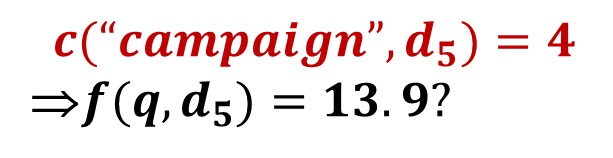 c(“campaign”, d₅) = 4
⇒f(q, d₅) = 13.9?